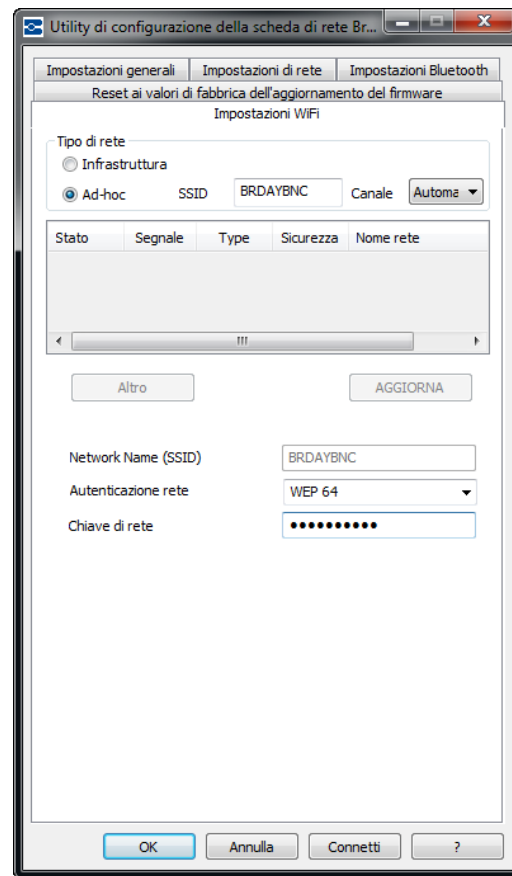 Utility di configurazione della scheda di rete Br...
Impostazioni generali Impostazioni di rete Impostazioni Bluetooth
Reset ai valori di fabbrica dell'aggiornamento del firmware
Impostazioni WiFi
Tipo di rete
Infrastruttura
Ad-hoc SSID BRDAYBNC Canale Automa
Stato Segnale Type Sicurezza Nome rete
Altro AGGIORNA
Network Name (SSID) BRDAYBNC
Autenticazione rete WEP 64
Chiave di rete ●●●●●●●●●●
OK Annulla Connetti ?